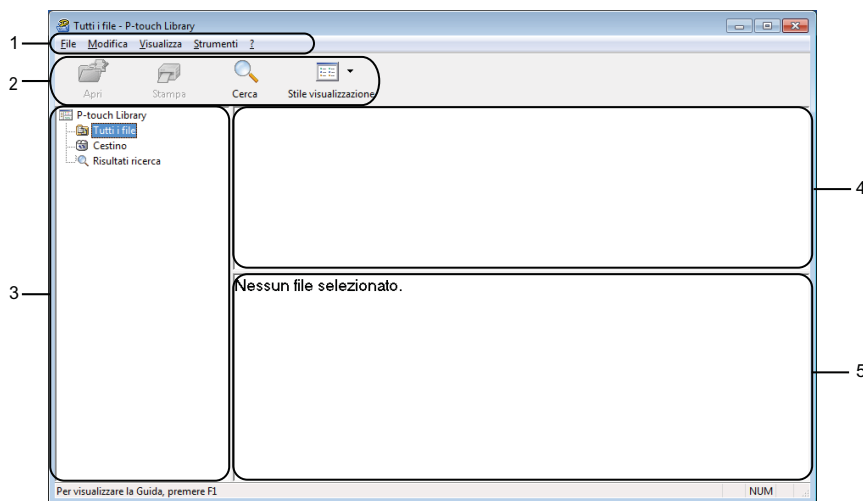 Tutti i file - P-touch Library
1
File Modifica Visualizza Strumenti ?
2
Apri Stampa Cerca Stile visualizzazione
P-touch Library
Tutti i file
Cestino
Risultati ricerca
4
3
Nessun file selezionato.
5
Per visualizzare la Guida, premere F1 NUM